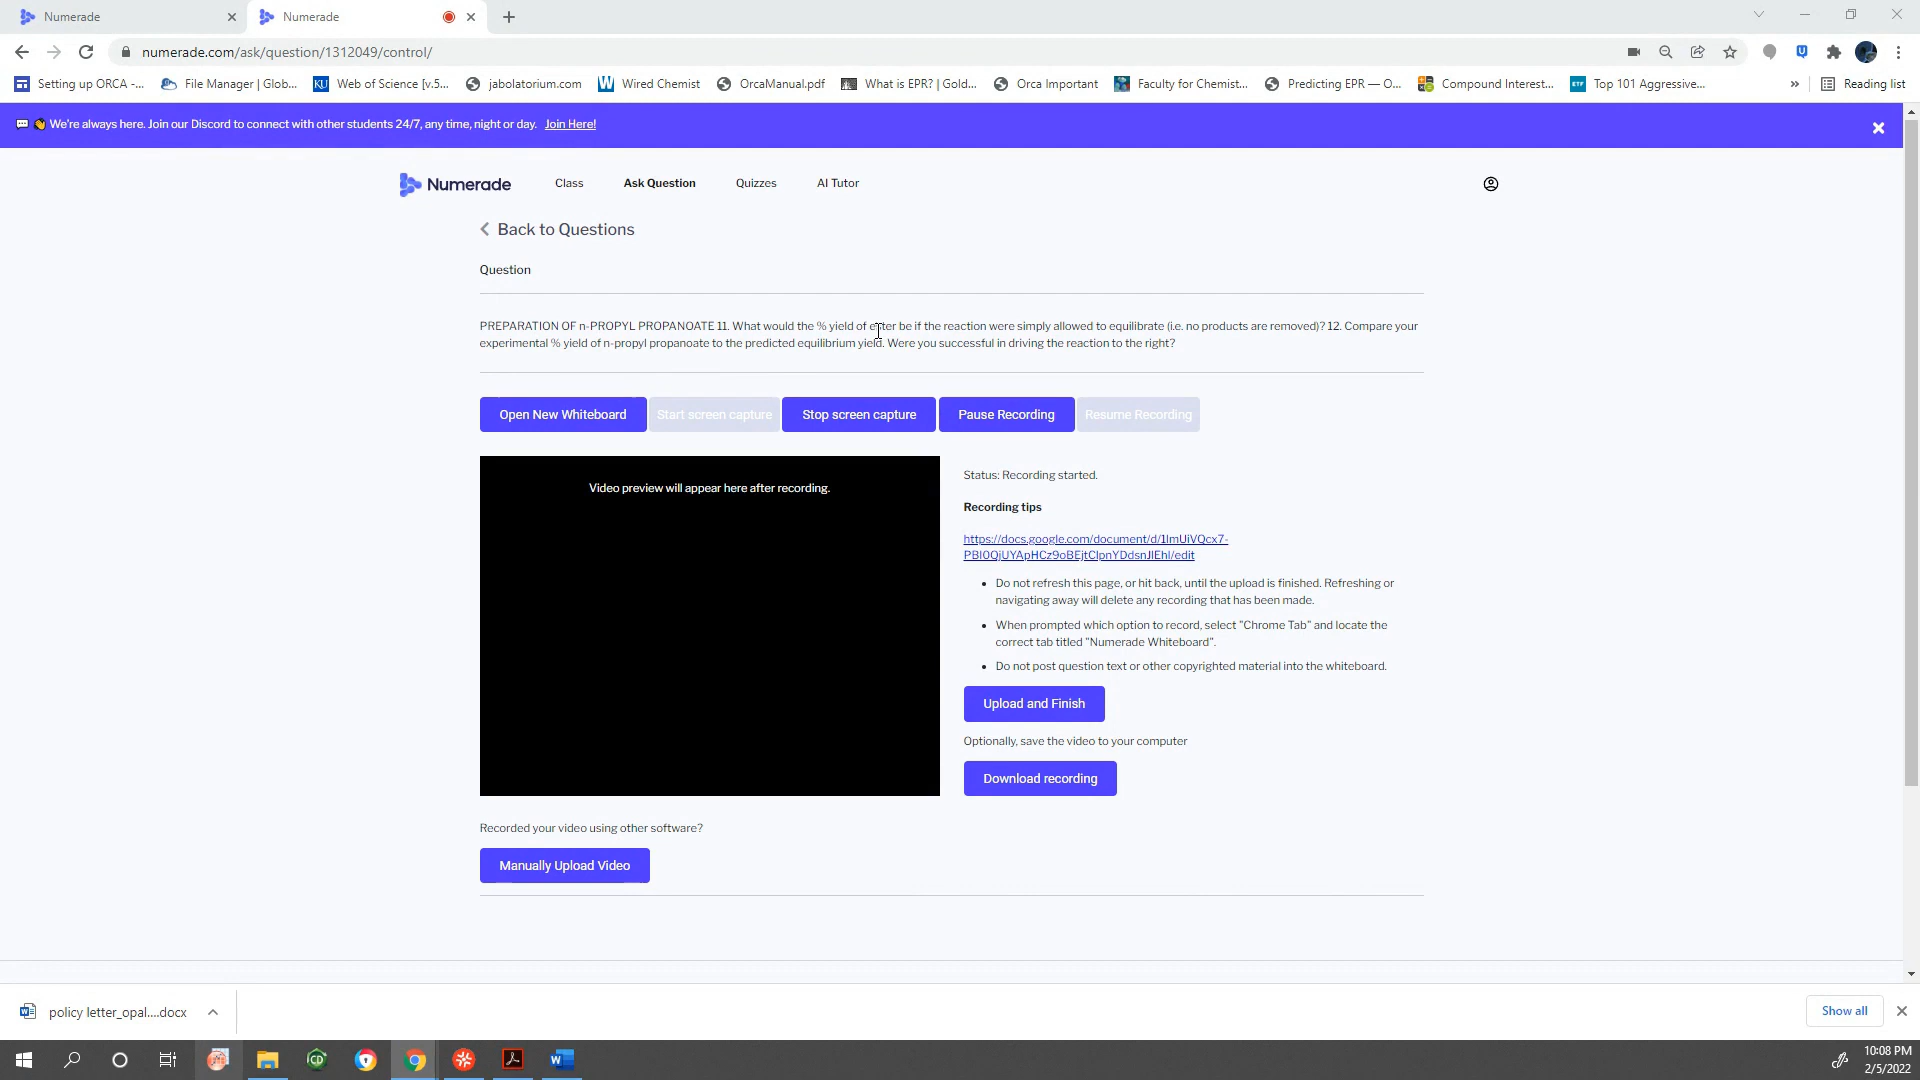 Numerade
Numerade
numerade.com/ask/question/1312049/control/
Setting up ORCA -...
File Manager | Glob...
KU
Web of Science [v.5...
jabolatorium.com
W
Wired Chemist
OrcaManual.pdf
What is EPR? | Gold...
Orca Important
Faculty for Chemist...
Predicting EPR — O...
Compound Interest...
ETF
Top 101 Aggressive...
»
Reading list
We're always here. Join our Discord to connect with other students 24/7, any time, night or day. Join Here!
Numerade
Class
Ask Question
Quizzes
AI Tutor
Back to Questions
Question
PREPARATION OF n-PROPYL PROPANOATE 11. What would the % yield of ester be if the reaction were simply allowed to equilibrate (i.e. no products are removed)? 12. Compare your
experimental % yield of n-propyl propanoate to the predicted equilibrium yield. Were you successful in driving the reaction to the right?
Open New Whiteboard
Start screen capture
Stop screen capture
Pause Recording
Resume Recording
Video preview will appear here after recording.
Status: Recording started.
Recording tips
https://docs.google.com/document/d/1lmUiVQcx7-
PBI0QjUYApHCz9oBEjtClpnYDdsnJlEhI/edit
Do not refresh this page, or hit back, until the upload is finished. Refreshing or
navigating away will delete any recording that has been made.
When prompted which option to record, select "Chrome Tab" and locate the
correct tab titled "Numerade Whiteboard".
Do not post question text or other copyrighted material into the whiteboard.
Upload and Finish
Optionally, save the video to your computer
Download recording
Recorded your video using other software?
Manually Upload Video
policy letter_opal....docx
Show all
10:08 PM
2/5/2022